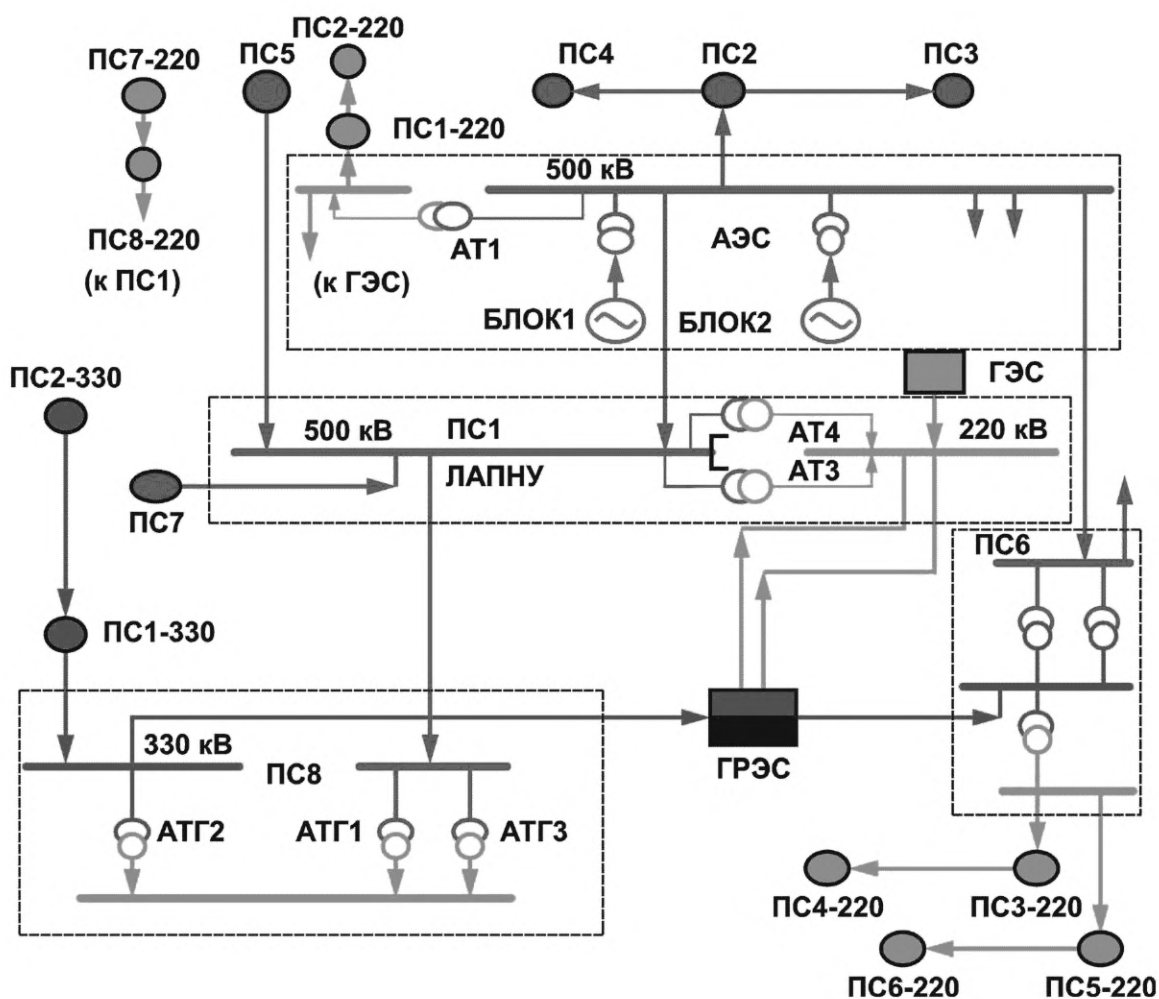 ПС2-220
ПС7-220
ПС5
ПС4
ПС2
ПС3
ПС1-220
500 кВ
ПС8-220
(к ПС1)
АТ1
АЭС
(к ГЭС)
БЛОК1
БЛОК2
ПС2-330
ГЭС
500 кВ
ПС1
АТ4
220 кВ
ЛАПНУ
АТ3
ПС7
ПС6
ПС1-330
330 кВ
ПС8
ГРЭС
АТГ2
АТГ1
АТГ3
ПС4-220
ПС3-220
ПС6-220
ПС5-220